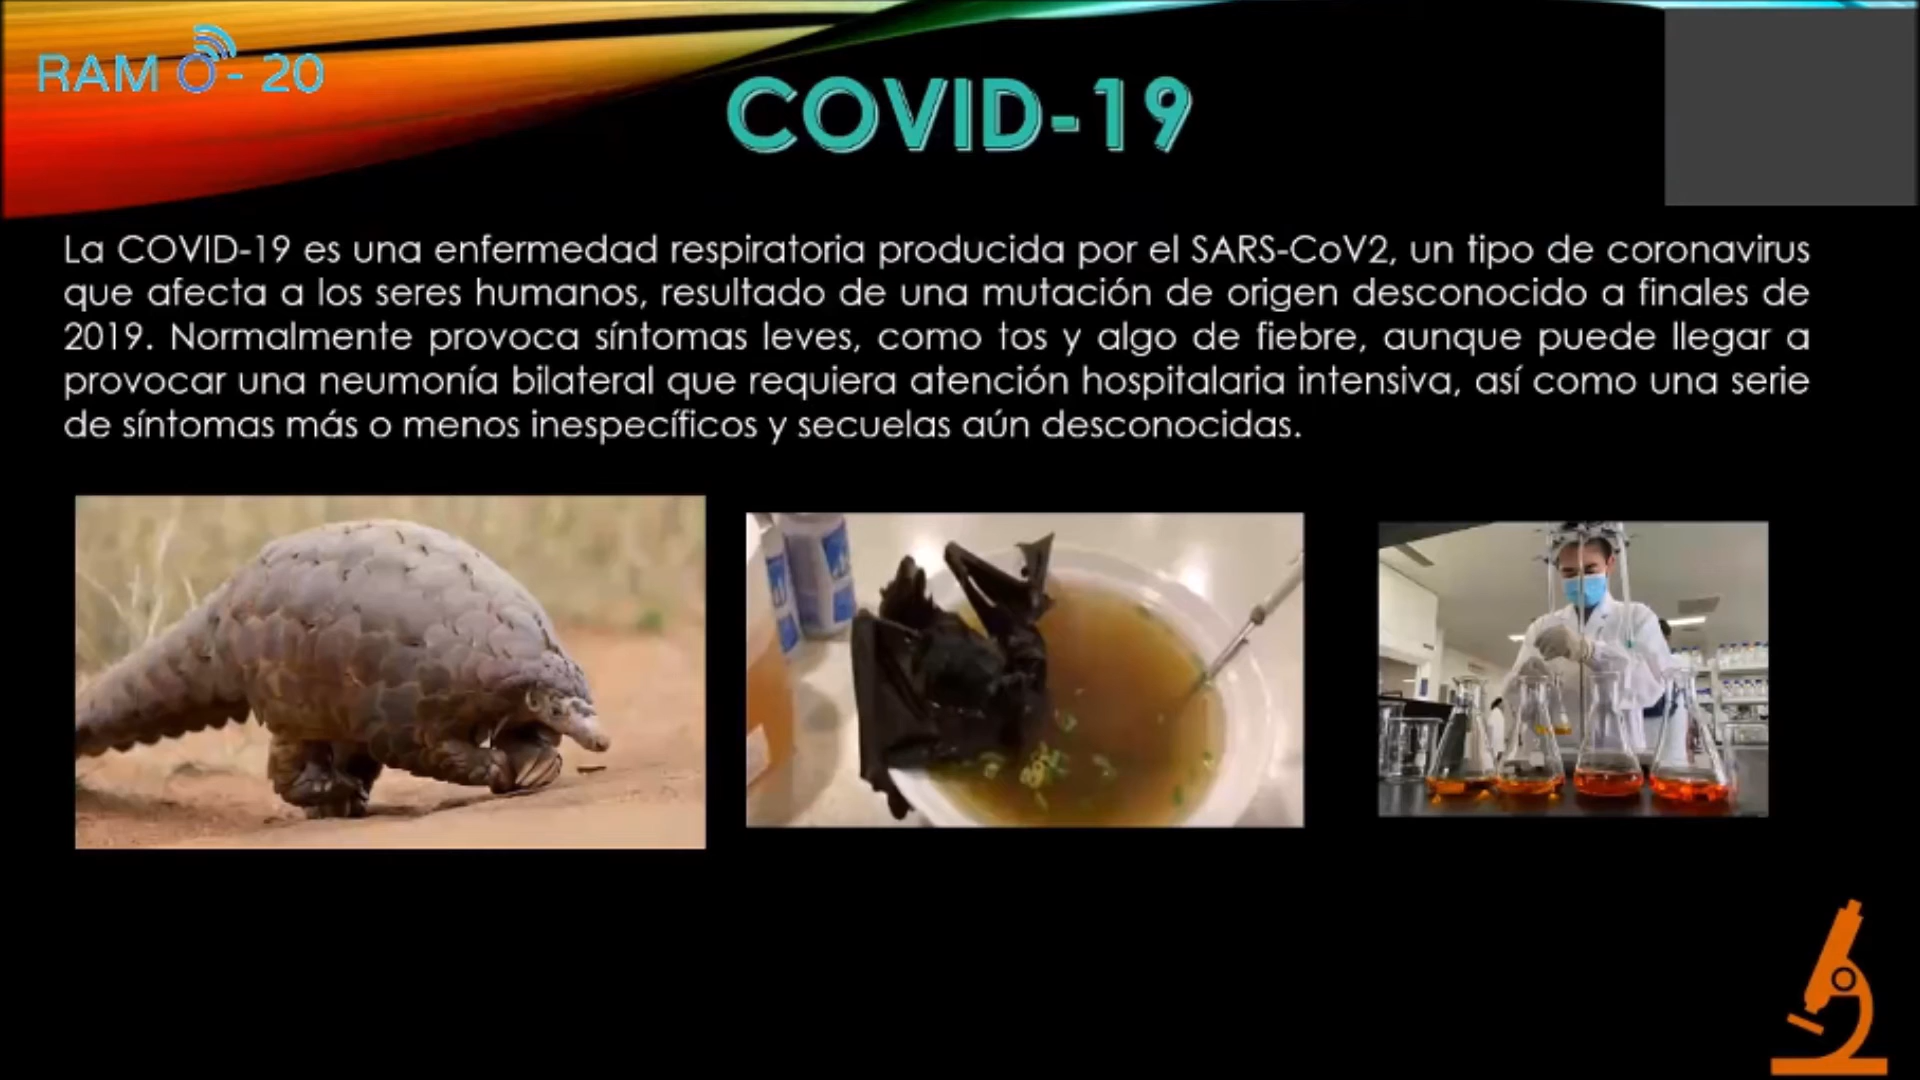 RAM O - 20
COVID-19
La COVID-19 es una enfermedad respiratoria producida por el SARS-CoV2, un tipo de coronavirus
que afecta a los seres humanos, resultado de una mutación de origen desconocido a finales de
2019. Normalmente provoca síntomas leves, como tos y algo de fiebre, aunque puede llegar a
provocar una neumonía bilateral que requiera atención hospitalaria intensiva, así como una serie
de síntomas más o menos inespecíficos y secuelas aún desconocidas.